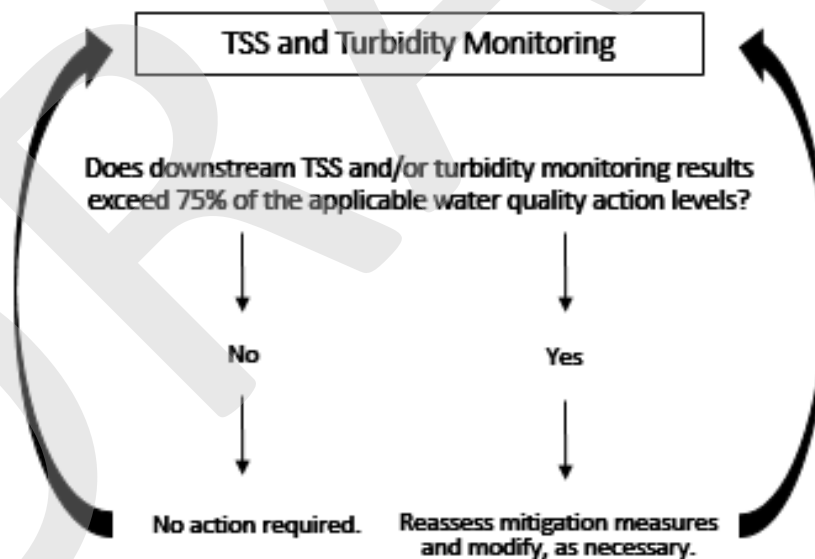 TSS and Turbidity Monitoring
Does downstream TSS and/or turbidity monitoring results
exceed 75% of the applicable water quality action levels?
No
Yes
No action required.
Reassess mitigation measures
and modify, as necessary.